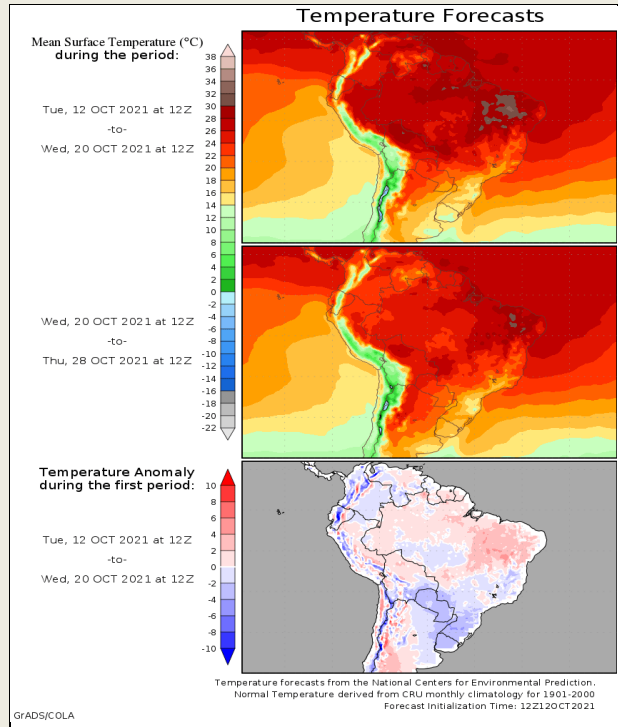 Temperature Forecasts
Mean Surface Temperature (°C)
during the period:
Tue, 12 OCT 2021 at 12Z
-to-
Wed, 20 OCT 2021 at 12Z
38
36
34
32
30
28
26
24
22
20
18
16
14
12
10
8
6
4
2
0
-2
-4
-6
-8
-10
-12
-14
-16
-18
-20
-22
Wed, 20 OCT 2021 at 12Z
-to-
Thu, 28 OCT 2021 at 12Z
Temperature Anomaly
during the first period:
Tue, 12 OCT 2021 at 12Z
-to-
Wed, 20 OCT 2021 at 12Z
10
8
6
4
2
0
-2
-4
-6
-8
-10
Temperature forecasts from the National Centers for Environmental Prediction.
Normal Temperature derived from CRU monthly climatology for 1901-2000
Forecast Initialization Time: 12Z12OCT2021
GrADS/COLA